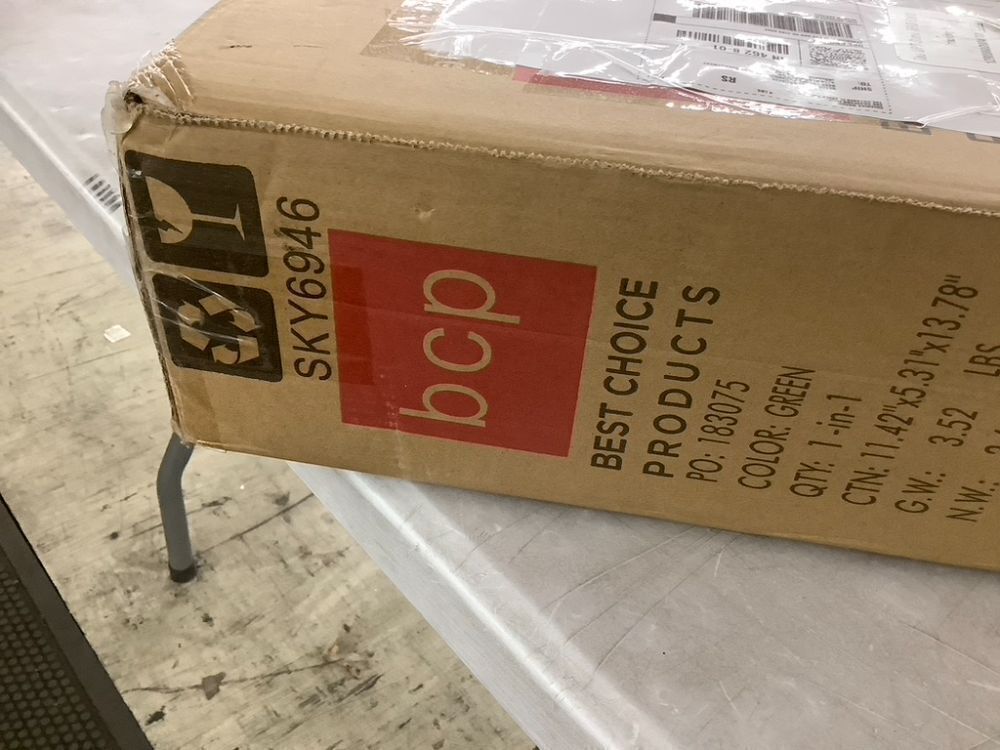 SKY6946
bcp
BEST CHOICE
PRODUCTS
PO: 183075
COLOR: GREEN
QTY: 1-in-1
CTN: 11.42"x5.31"x13.78"
G.W.: 3.52 LBS
N.W.:
RS